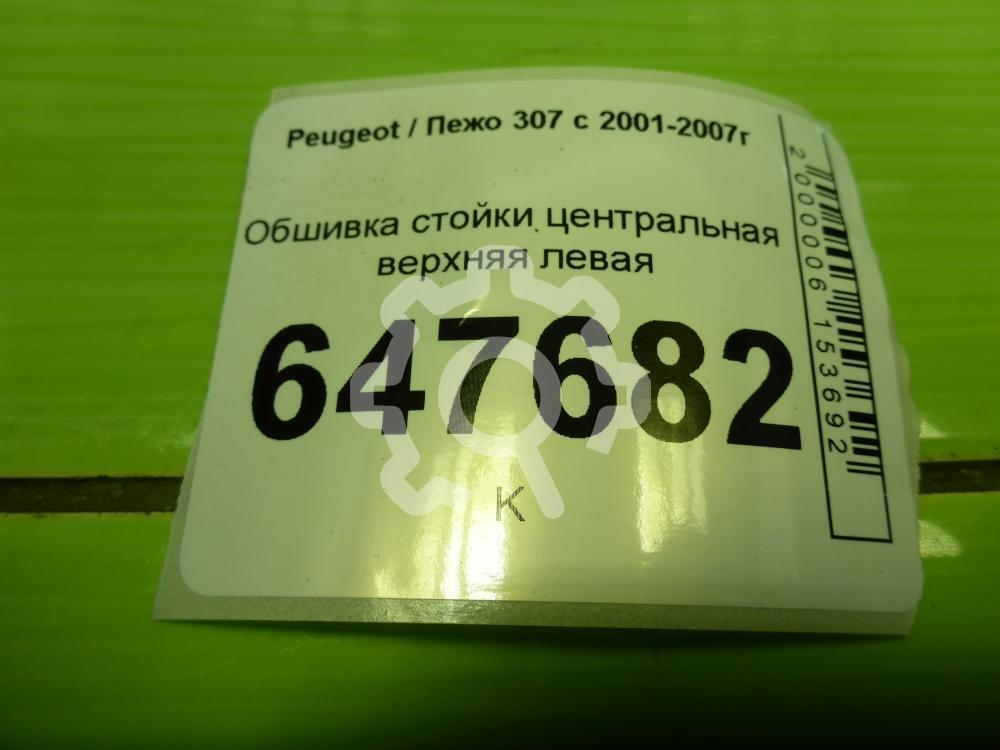 Peugeot / Пежо 307 с 2001-2007г
Обшивка стойки центральная
верхняя левая
647682
К
2000006153692